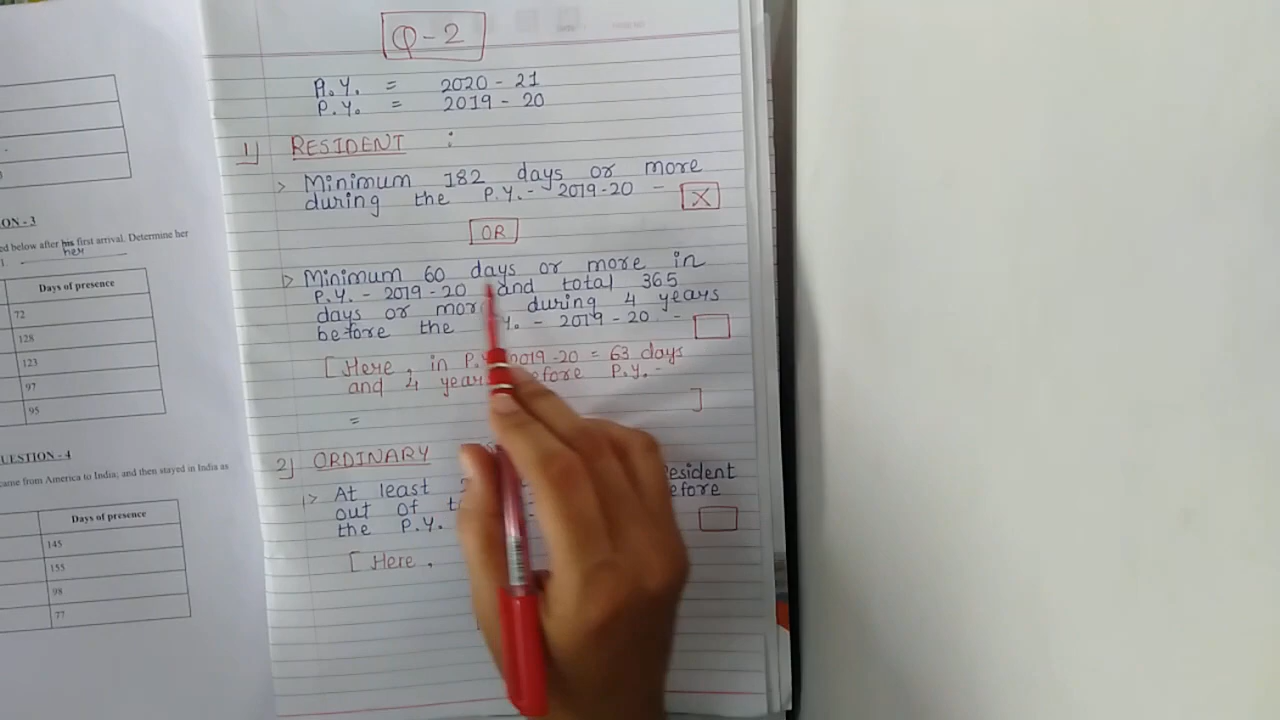 Q-2
A.Y. = 2020-21
P.Y. = 2019-20
1] RESIDENT :
> Minimum 182 days or more
during the P.Y.- 2019-20 - X
OR
> Minimum 60 days or more in
P.Y. - 2019-20 and total 365
days or more during 4 years
before the Y. - 2019-20 -
[ Here, in P.Y. 2019-20 = 63 days
and 4 years before P.Y. -
]
=
2] ORDINARY
1> At least resident
out of
the P.Y.
[ Here,
ON - 3
ed below after his first arrival. Determine her
her
Days of presence
72
128
123
97
95
UESTION - 4
came from America to India; and then stayed in India as
Days of presence
145
155
98
77